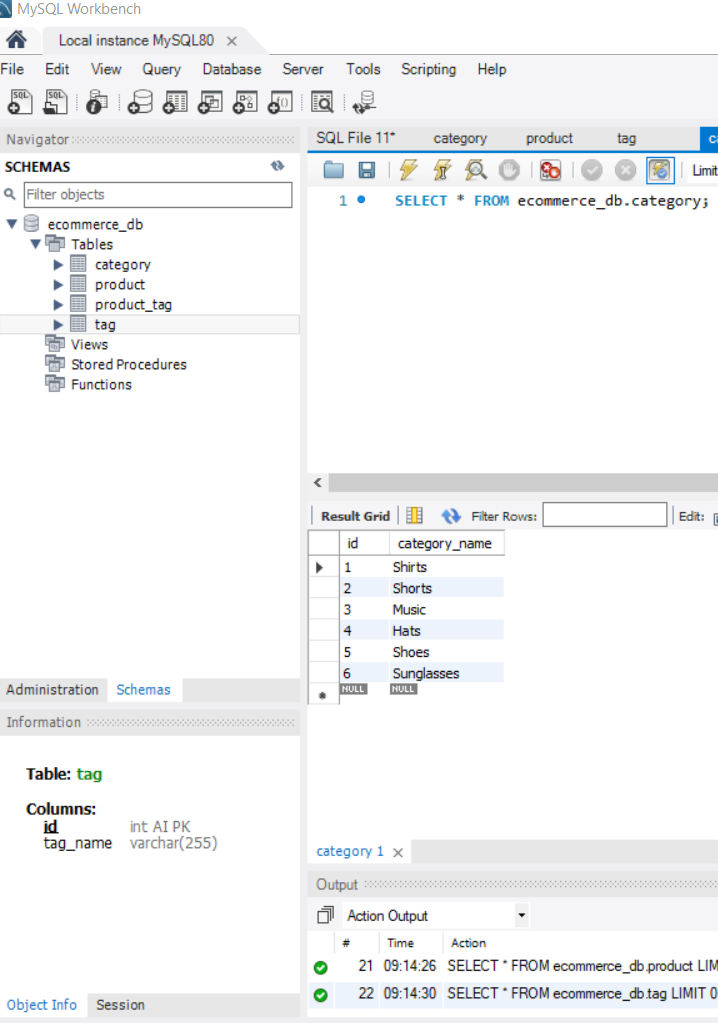 MySQL Workbench
Local instance MySQL80
File Edit View Query Database Server Tools Scripting Help
Navigator
SQL File 11* category product tag
SCHEMAS
Filter objects
Limit
1 SELECT * FROM ecommerce_db.category;
ecommerce_db
Tables
category
product
product_tag
tag
Views
Stored Procedures
Functions
Result Grid Filter Rows: Edit:
id category_name
1 Shirts
2 Shorts
3 Music
4 Hats
5 Shoes
6 Sunglasses
NULL NULL
Administration Schemas
Information
Table: tag
Columns:
id int AI PK
tag_name varchar(255)
category 1
Output
Action Output
# Time Action
21 09:14:26 SELECT * FROM ecommerce_db.product LIM
22 09:14:30 SELECT * FROM ecommerce_db.tag LIMIT 0
Object Info Session